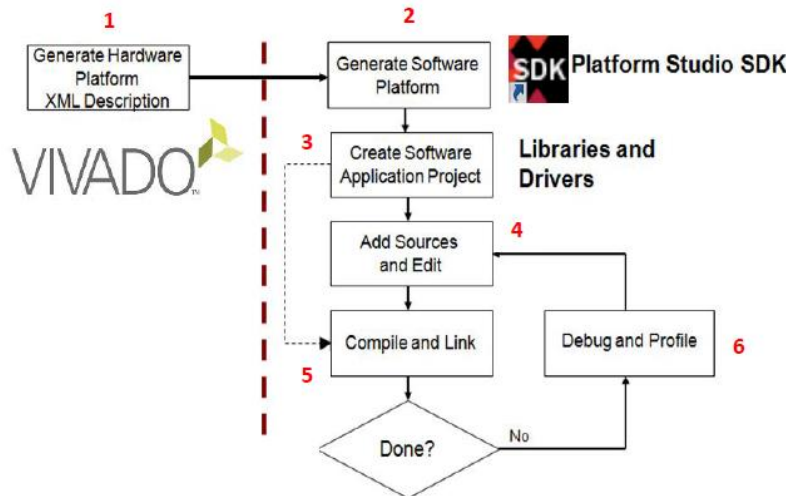 1
Generate Hardware
Platform
XML Description
VIVADO
TM
2
Generate Software
Platform
SDK
Platform Studio SDK
3
Create Software
Application Project
Libraries and
Drivers
Add Sources
and Edit
4
Compile and Link
5
Debug and Profile
6
Done?
No